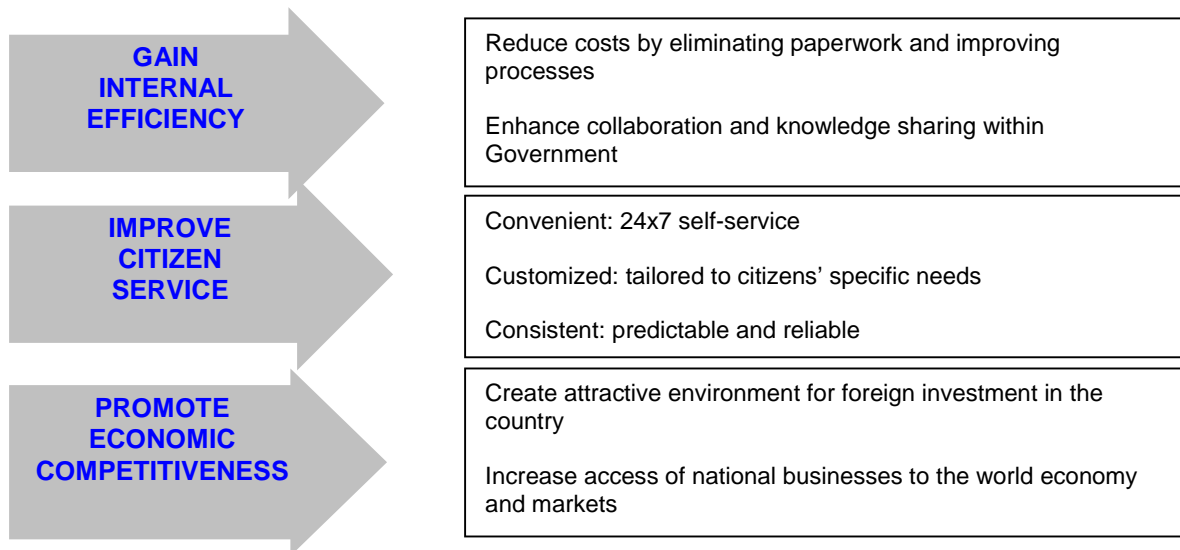 GAIN
INTERNAL
EFFICIENCY
Reduce costs by eliminating paperwork and improving
processes
Enhance collaboration and knowledge sharing within
Government
IMPROVE
CITIZEN
SERVICE
Convenient: 24x7 self-service
Customized: tailored to citizens’ specific needs
Consistent: predictable and reliable
PROMOTE
ECONOMIC
COMPETITIVENESS
Create attractive environment for foreign investment in the
country
Increase access of national businesses to the world economy
and markets